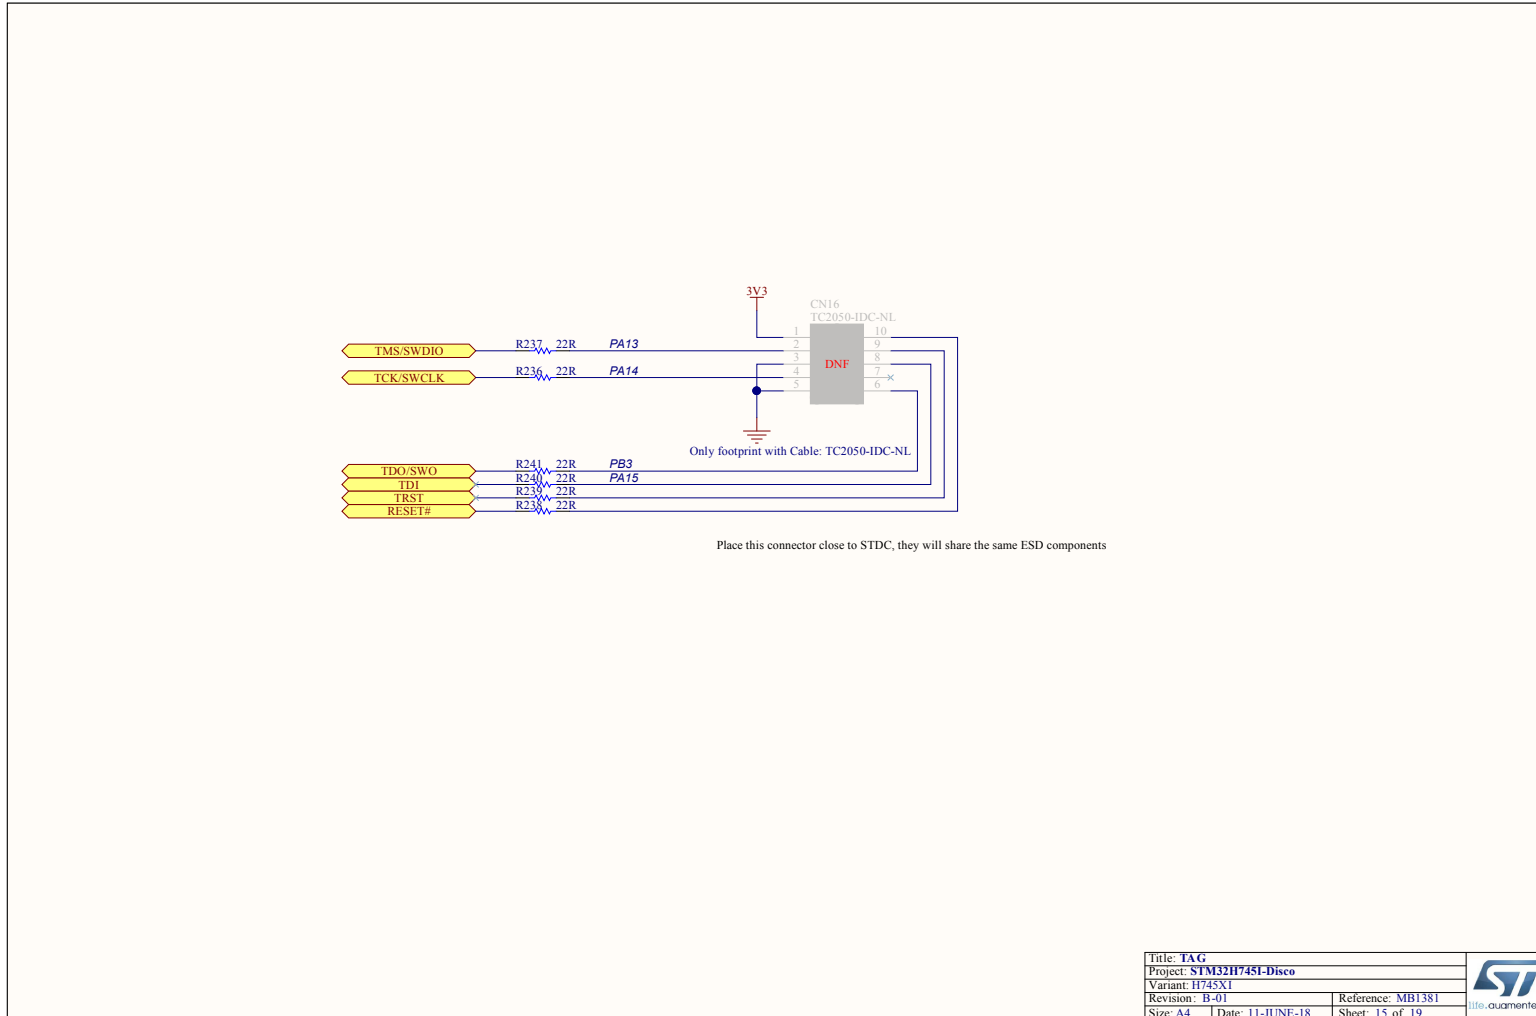 3V3
CN16
TC2050-IDC-NL
1 10
TMS/SWDIO R237 22R PA13 2 9
3 DNF 8
TCK/SWCLK R236 22R PA14 4 7
5 6
Only footprint with Cable: TC2050-IDC-NL
TDO/SWO R241 22R PB3
TDI R240 22R PA15
TRST R239 22R
RESET# R238 22R
Place this connector close to STDC, they will share the same ESD components
Title: TAG
Project: STM32H745I-Disco
Variant: H745XI
Revision: B-01 Reference: MB1381
Size: A4 Date: 11-JUNE-18 Sheet: 15 of 19
ST
life.augmente